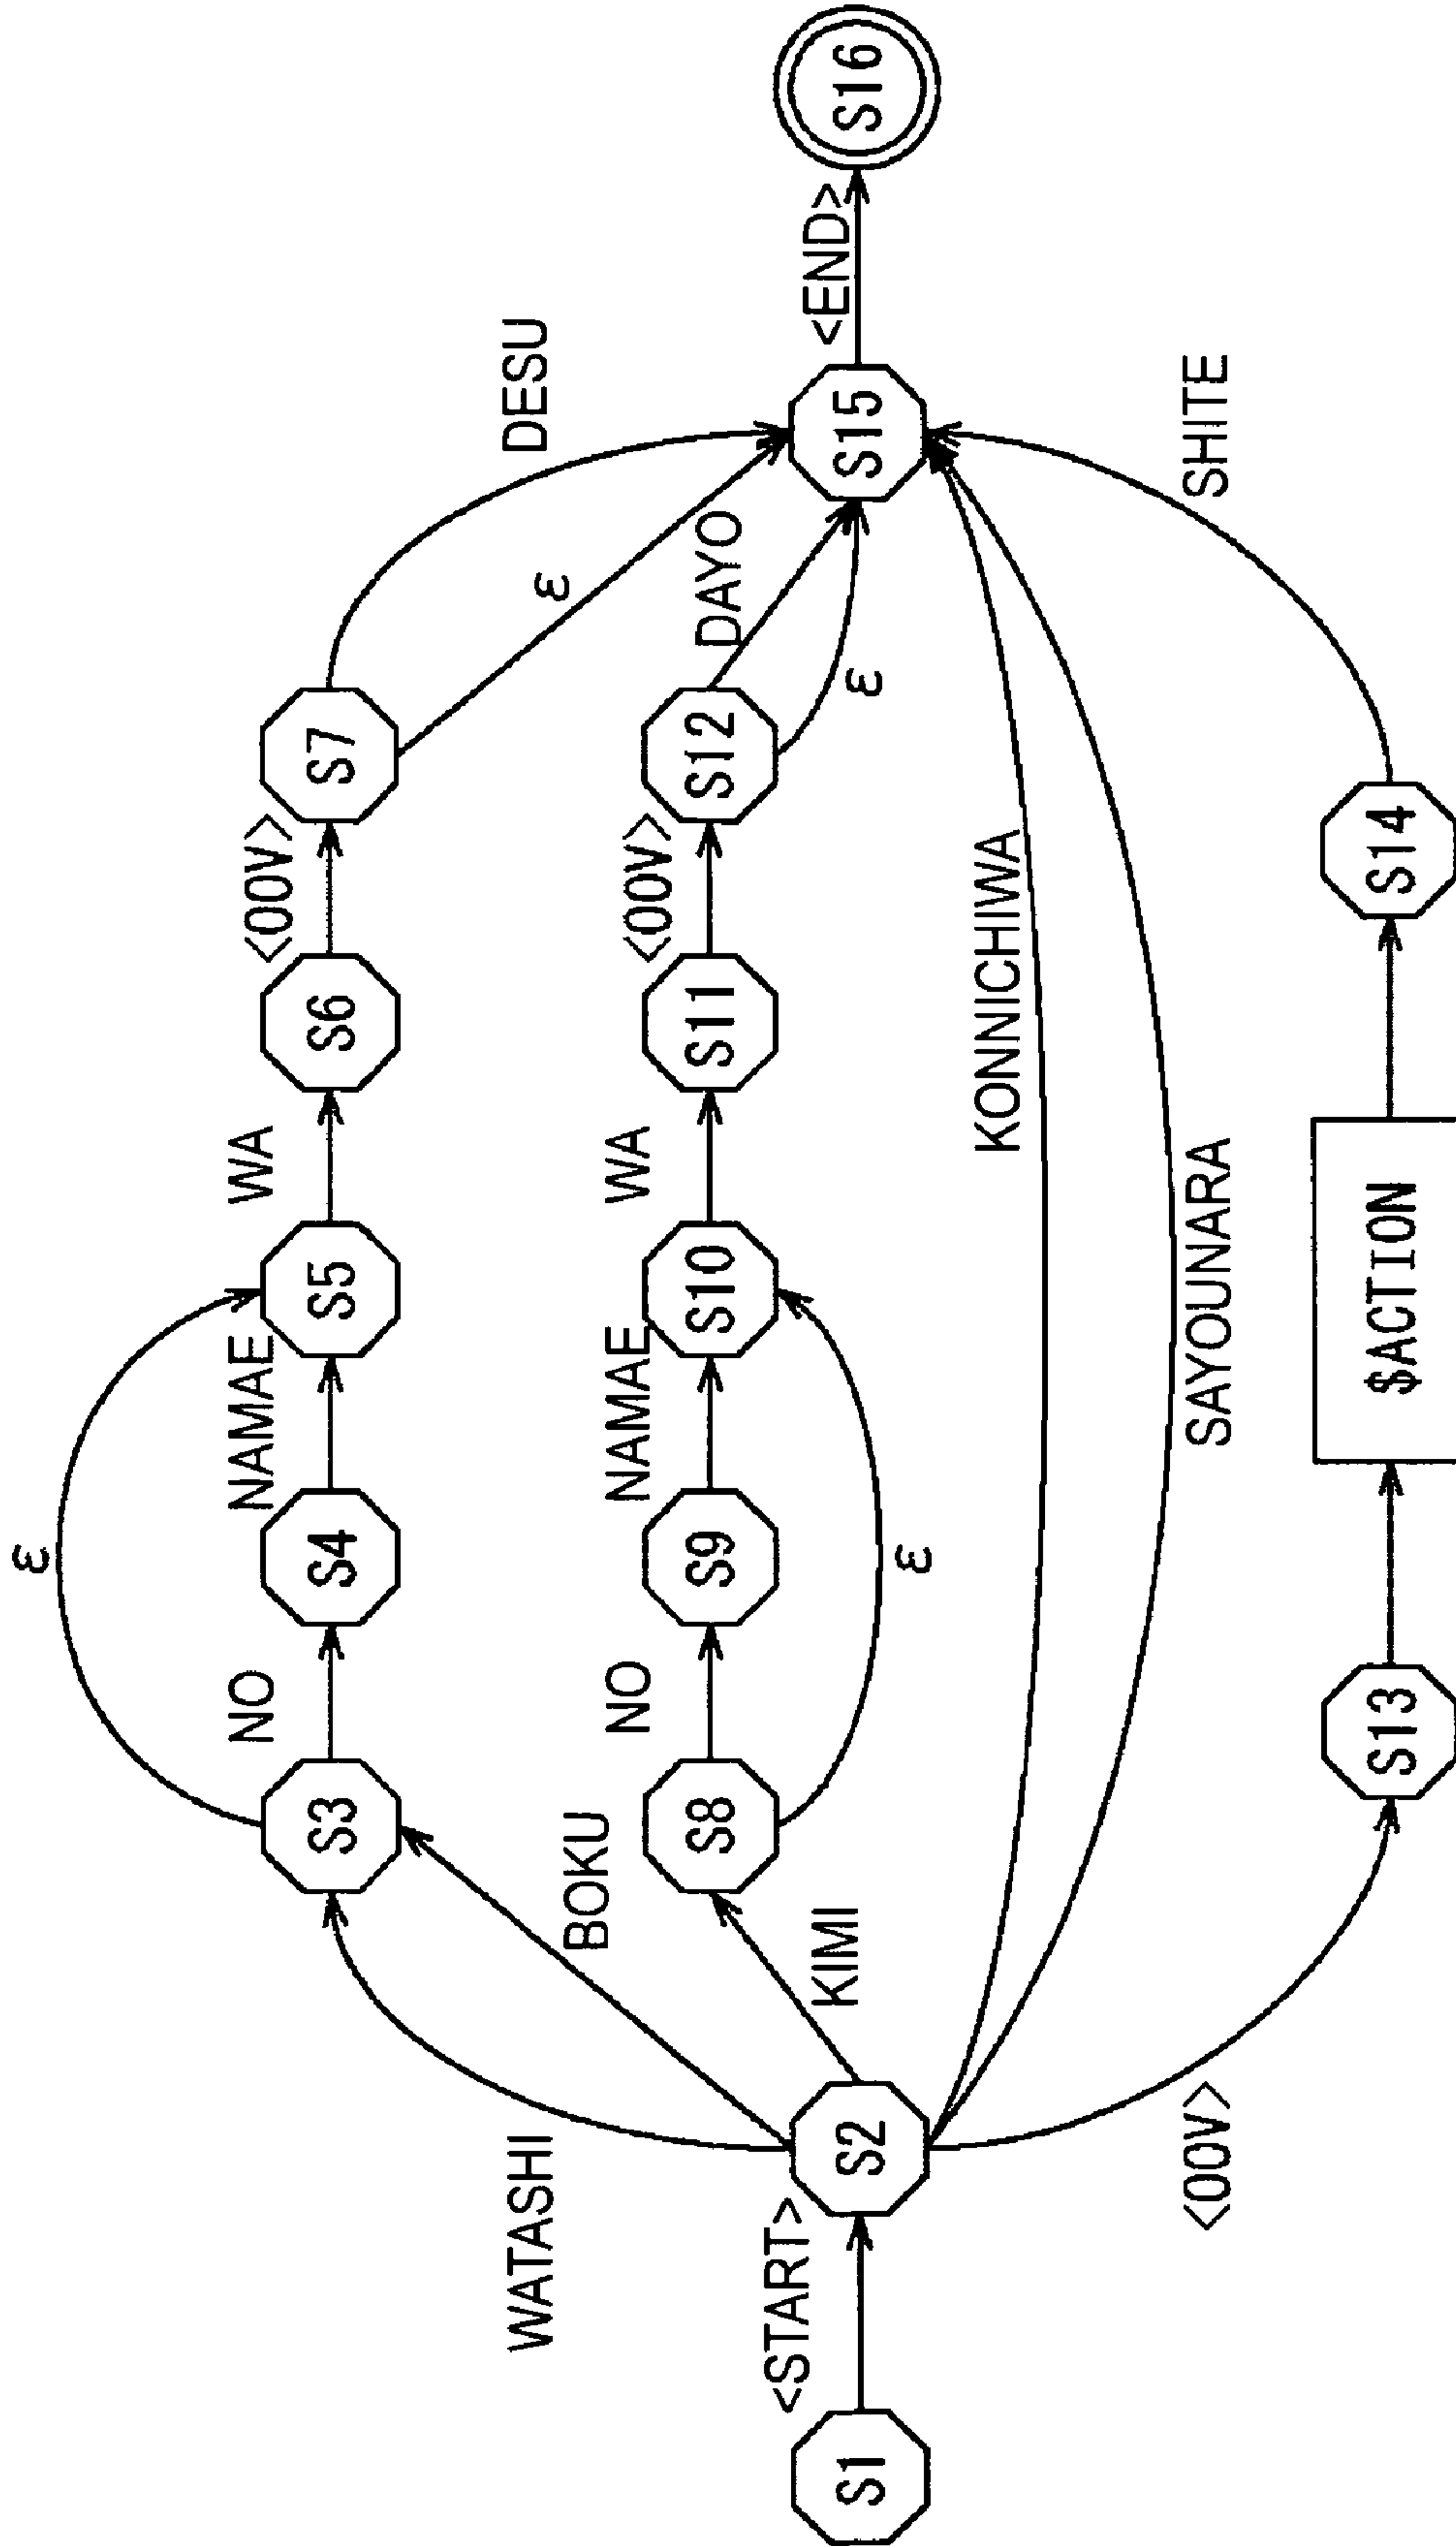 ε
NO NAMAE WA <OOV>
S3 S4 S5 S6 S7
WATASHI
DESU
ε
BOKU
NO NAMAE WA <OOV>
S8 S9 S10 S11 S12
DAYO
<START>
KIMI
ε
<END>
S1 S2 S15 S16
ε
KONNICHIWA
SAYOUNARA
<OOV>
SHITE
S13 $ACTION S14